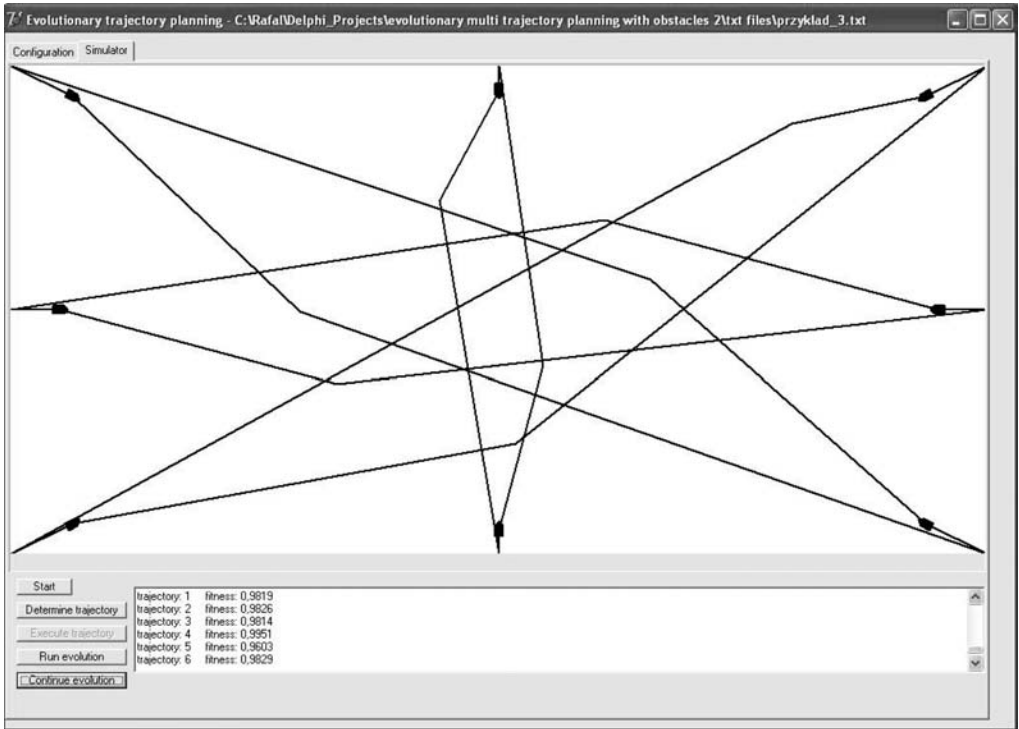 Evolutionary trajectory planning - C:\Rafal\Delphi_Projects\evolutionary multi trajectory planning with obstacles 2\txt files\przyklad_3.txt
Configuration Simulator
Start
Determine trajectory
Execute trajectory
Run evolution
Continue evolution
trajectory: 1 fitness: 0,9819
trajectory: 2 fitness: 0,9826
trajectory: 3 fitness: 0,9814
trajectory: 4 fitness: 0,9951
trajectory: 5 fitness: 0,9603
trajectory: 6 fitness: 0,9829